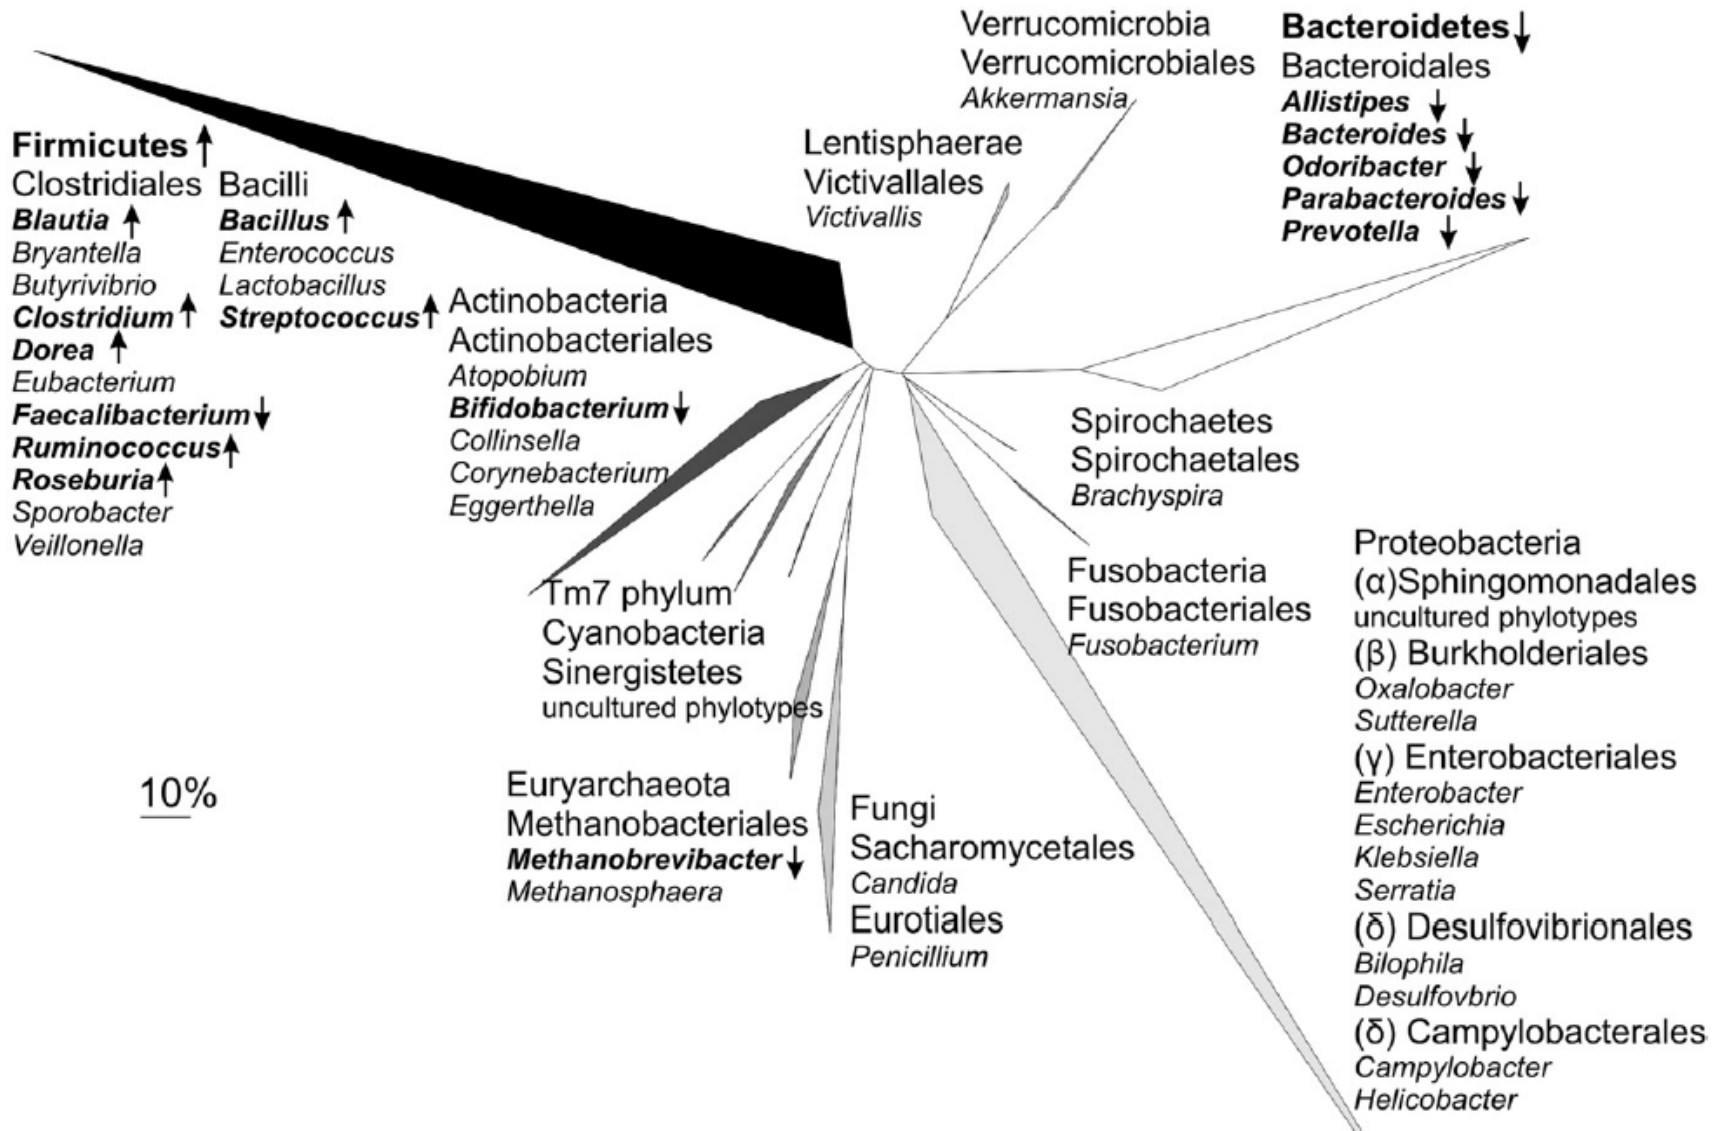 Firmicutes↑
Clostridiales
Blautia ↑
Bryantella
Butyrivibrio
Clostridium↑
Dorea ↑
Eubacterium
Faecalibacterium↓
Ruminococcus↑
Roseburia↑
Sporobacter
Veillonella
Bacilli
Bacillus↑
Enterococcus
Lactobacillus
Streptococcus↑
Actinobacteria
Actinobacteriales
Atopobium
Bifidobacterium↓
Collinsella
Corynebacterium
Eggerthella
Lentisphaerae
Victivallales
Victivallis
Verrucomicrobia
Verrucomicrobiales
Akkermansia
Bacteroidetes↓
Bacteroidales
Allistipes ↓
Bacteroides ↓
Odoribacter ↓
Parabacteroides↓
Prevotella ↓
Spirochaetes
Spirochaetales
Brachyspira
Fusobacteria
Fusobacteriales
Fusobacterium
Proteobacteria
(α)Sphingomonadales
uncultured phylotypes
(β) Burkholderiales
Oxalobacter
Sutterella
(γ) Enterobacteriales
Enterobacter
Escherichia
Klebsiella
Serratia
(δ) Desulfovibrionales
Bilophila
Desulfovbrio
(δ) Campylobacterales
Campylobacter
Helicobacter
Tm7 phylum
Cyanobacteria
Sinergistetes
uncultured phylotypes
Euryarchaeota
Methanobacteriales
Methanobrevibacter↓
Methanosphaera
Fungi
Sacharomycetales
Candida
Eurotiales
Penicillium
10%